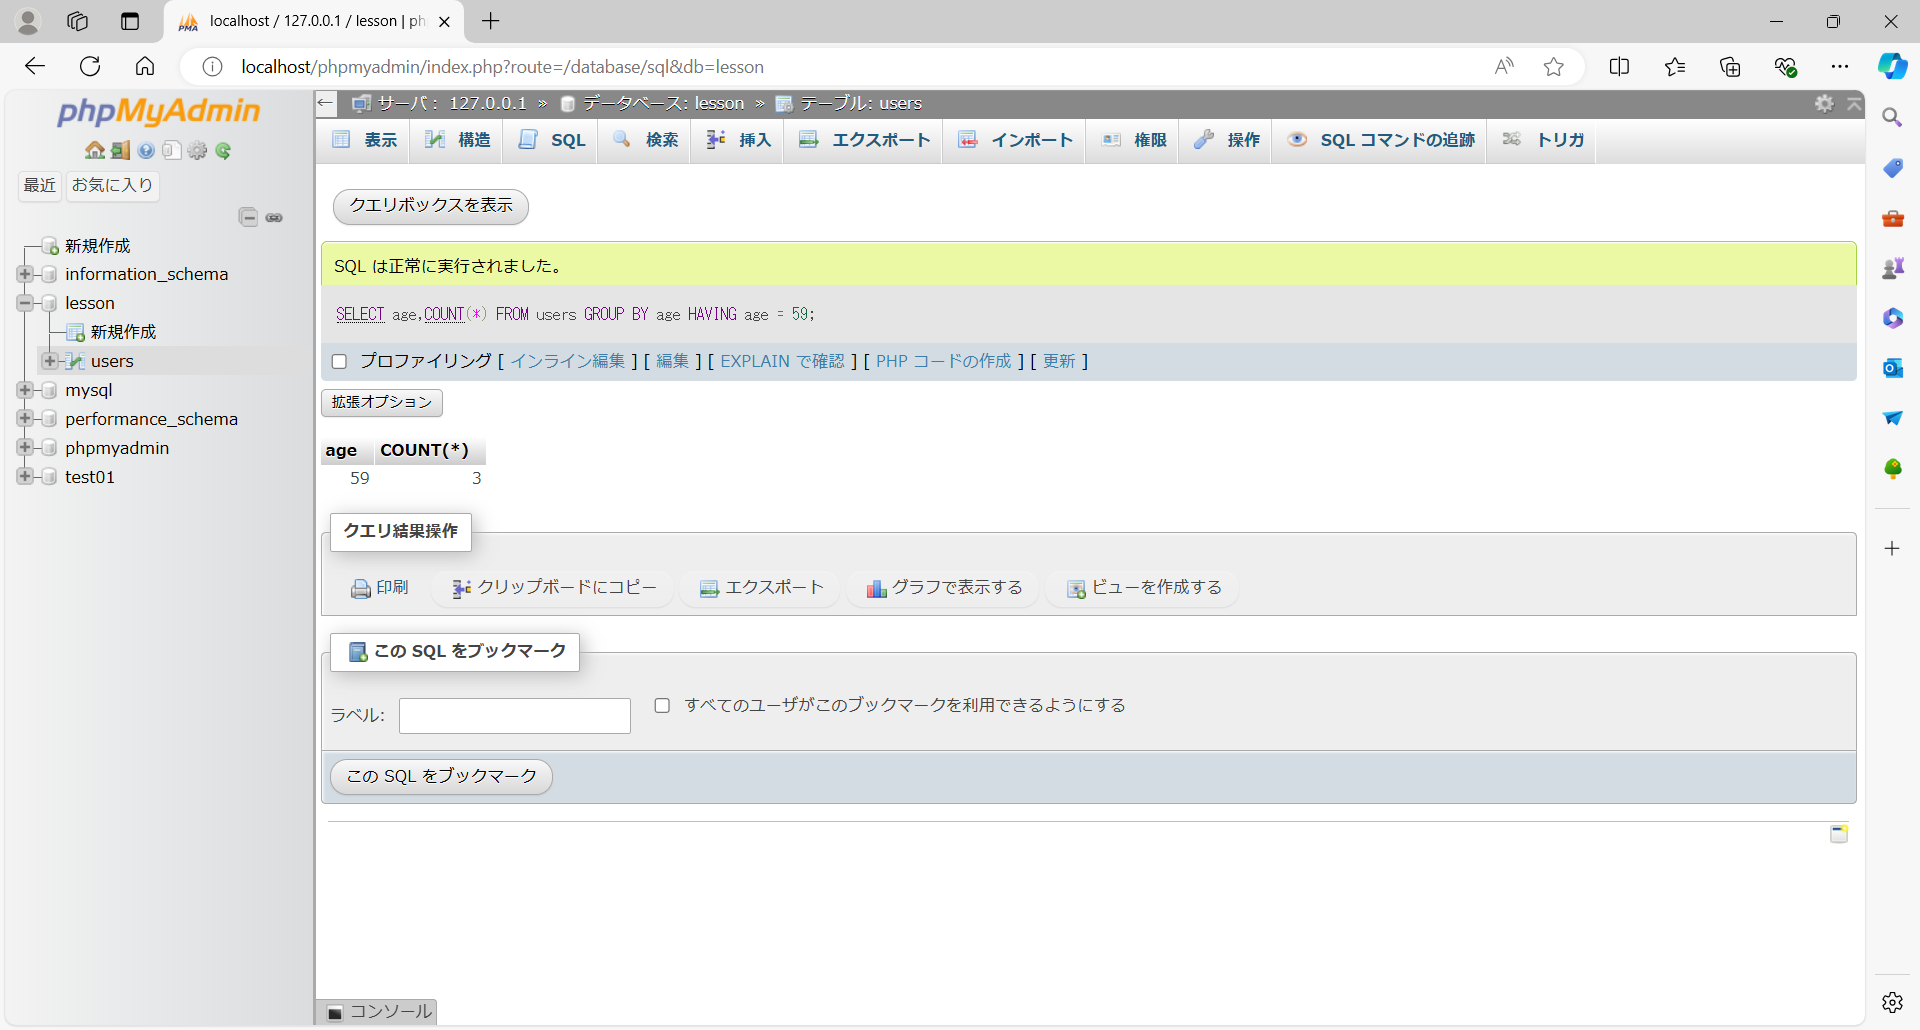 localhost / 127.0.0.1 / lesson | ph
localhost/phpmyadmin/index.php?route=/database/sql&db=lesson
phpMyAdmin
最近 お気に入り
新規作成
information_schema
lesson
新規作成
users
mysql
performance_schema
phpmyadmin
test01
サーバ: 127.0.0.1 » データベース: lesson » テーブル: users
表示 構造 SQL 検索 挿入 エクスポート インポート 権限 操作 SQL コマンドの追跡 トリガ
クエリボックスを表示
SQL は正常に実行されました。
SELECT age,COUNT(*) FROM users GROUP BY age HAVING age = 59;
プロファイリング [ インライン編集 ] [ 編集 ] [ EXPLAIN で確認 ] [ PHP コードの作成 ] [ 更新 ]
拡張オプション
age COUNT(*)
59 3
クエリ結果操作
印刷 クリップボードにコピー エクスポート グラフで表示する ビューを作成する
この SQL をブックマーク
ラベル: すべてのユーザがこのブックマークを利用できるようにする
この SQL をブックマーク
コンソール